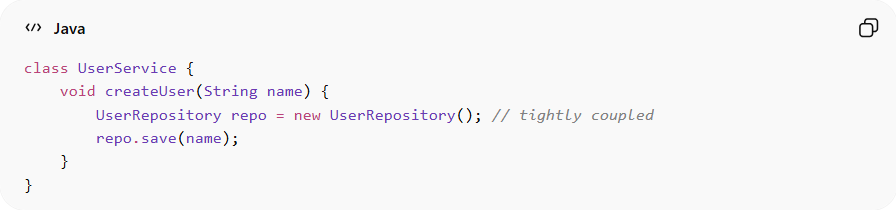 </> Java
class UserService {
    void createUser(String name) {
        UserRepository repo = new UserRepository(); // tightly coupled
        repo.save(name);
    }
}